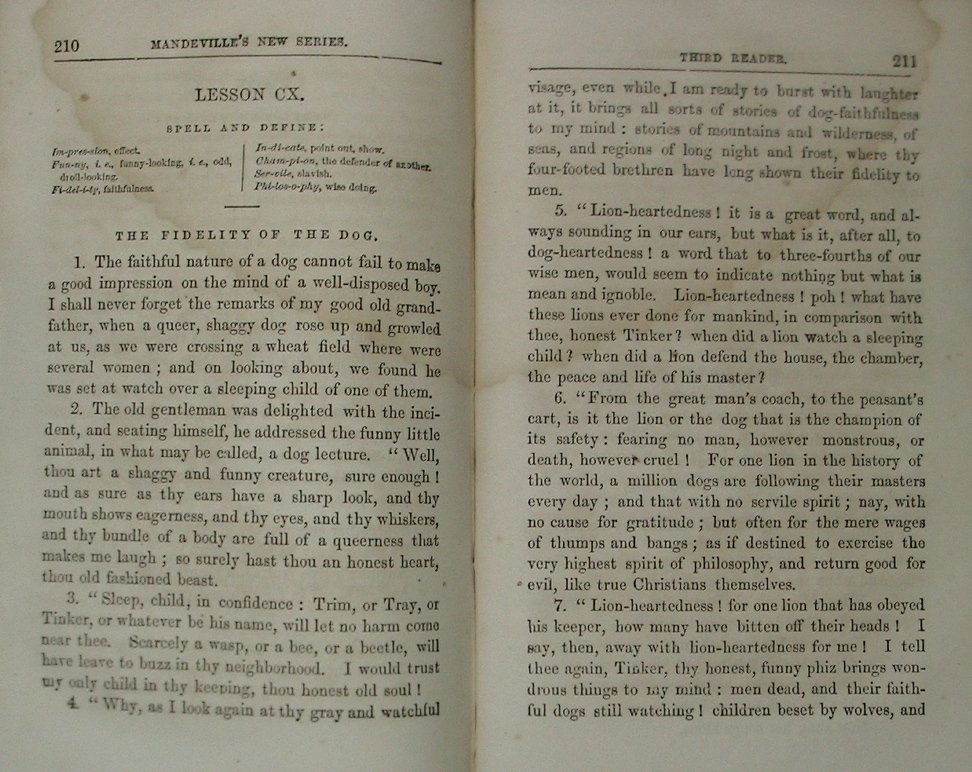 210
MANDEVILLE'S NEW SERIES.
LESSON CX.
SPELL AND DEFINE:
Im-pres-sion, effect.
Fun-ny, i. e., funny-looking, i. e., odd,
droll-looking.
Fi-del-i-ty, faithfulness.
In-di-cate, point out, show.
Cham-pi-on, the defender of another.
Ser-vile, slavish.
Phi-los-o-phy, wise doing.
THE FIDELITY OF THE DOG.
1. The faithful nature of a dog cannot fail to make
a good impression on the mind of a well-disposed boy.
I shall never forget the remarks of my good old grand-
father, when a queer, shaggy dog rose up and growled
at us, as we were crossing a wheat field where were
several women ; and on looking about, we found he
was set at watch over a sleeping child of one of them.
2. The old gentleman was delighted with the inci-
dent, and seating himself, he addressed the funny little
animal, in what may be called, a dog lecture. " Well,
thou art a shaggy and funny creature, sure enough !
and as sure as thy ears have a sharp look, and thy
mouth shows eagerness, and thy eyes, and thy whiskers,
and thy bundle of a body are full of a queerness that
makes me laugh ; so surely hast thou an honest heart,
thou old fashioned beast.
3. " Sleep, child, in confidence : Trim, or Tray, or
Tinker, or whatever be his name, will let no harm come
near thee. Scarcely a wasp, or a bee, or a beetle, will
have leave to buzz in thy neighborhood. I would trust
my only child in thy keeping, thou honest old soul !
4. " Why, as I look again at thy gray and watchful
THIRD READER.
211
visage, even while I am ready to burst with laughter
at it, it brings all sorts of stories of dog-faithfulness
to my mind : stories of mountains and wilderness, of
seas, and regions of long night and frost, where thy
four-footed brethren have long shown their fidelity to
men.
5. " Lion-heartedness ! it is a great word, and al-
ways sounding in our ears, but what is it, after all, to
dog-heartedness ! a word that to three-fourths of our
wise men, would seem to indicate nothing but what is
mean and ignoble. Lion-heartedness ! poh ! what have
these lions ever done for mankind, in comparison with
thee, honest Tinker ? when did a lion watch a sleeping
child ? when did a lion defend the house, the chamber,
the peace and life of his master ?
6. " From the great man's coach, to the peasant's
cart, is it the lion or the dog that is the champion of
its safety : fearing no man, however monstrous, or
death, however cruel ! For one lion in the history of
the world, a million dogs are following their masters
every day ; and that with no servile spirit ; nay, with
no cause for gratitude ; but often for the mere wages
of thumps and bangs ; as if destined to exercise the
very highest spirit of philosophy, and return good for
evil, like true Christians themselves.
7. " Lion-heartedness ! for one lion that has obeyed
his keeper, how many have bitten off their heads ! I
say, then, away with lion-heartedness for me ! I tell
thee again, Tinker, thy honest, funny phiz brings won-
drous things to my mind : men dead, and their faith-
ful dogs still watching ! children beset by wolves, and